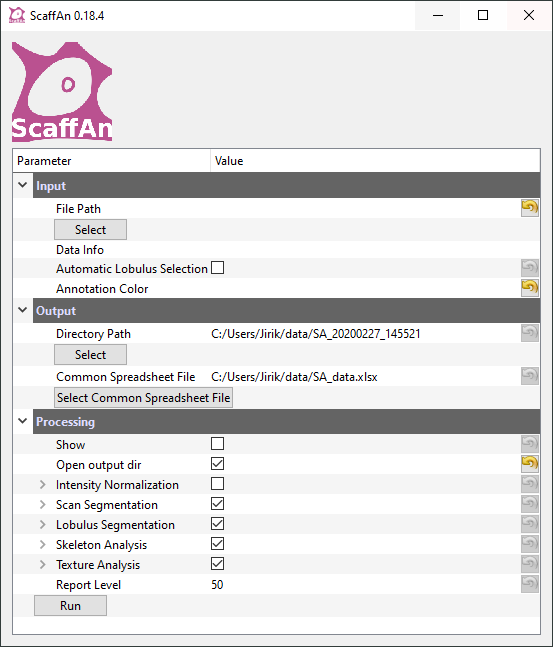 ScaffAn 0.18.4
ScaffAn
Parameter Value
Input
File Path
Select
Data Info
Automatic Lobulus Selection
Annotation Color
Output
Directory Path C:/Users/Jirik/data/SA_20200227_145521
Select
Common Spreadsheet File C:/Users/Jirik/data/SA_data.xlsx
Select Common Spreadsheet File
Processing
Show
Open output dir
Intensity Normalization
Scan Segmentation
Lobulus Segmentation
Skeleton Analysis
Texture Analysis
Report Level 50
Run